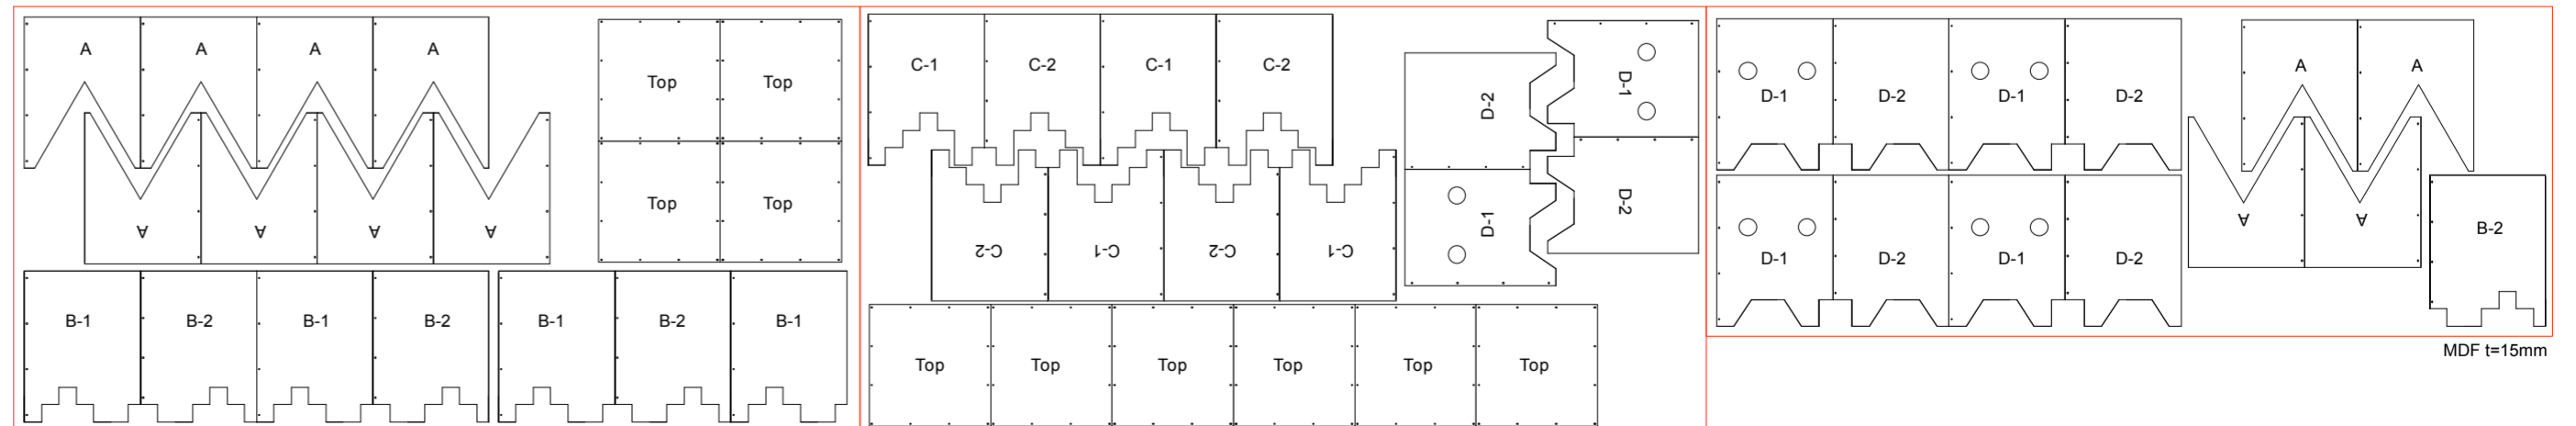 A A A A
Top Top
A A A A
Top Top
B-1 B-2 B-1 B-2 B-1 B-2 B-1
C-1 C-2 C-1 C-2
D-2 D-1
C-2 C-1 C-2 C-1
D-1 D-2
Top Top Top Top Top Top
D-1 D-2 D-1 D-2
A A
D-1 D-2 D-1 D-2
A A
B-2
MDF t=15mm